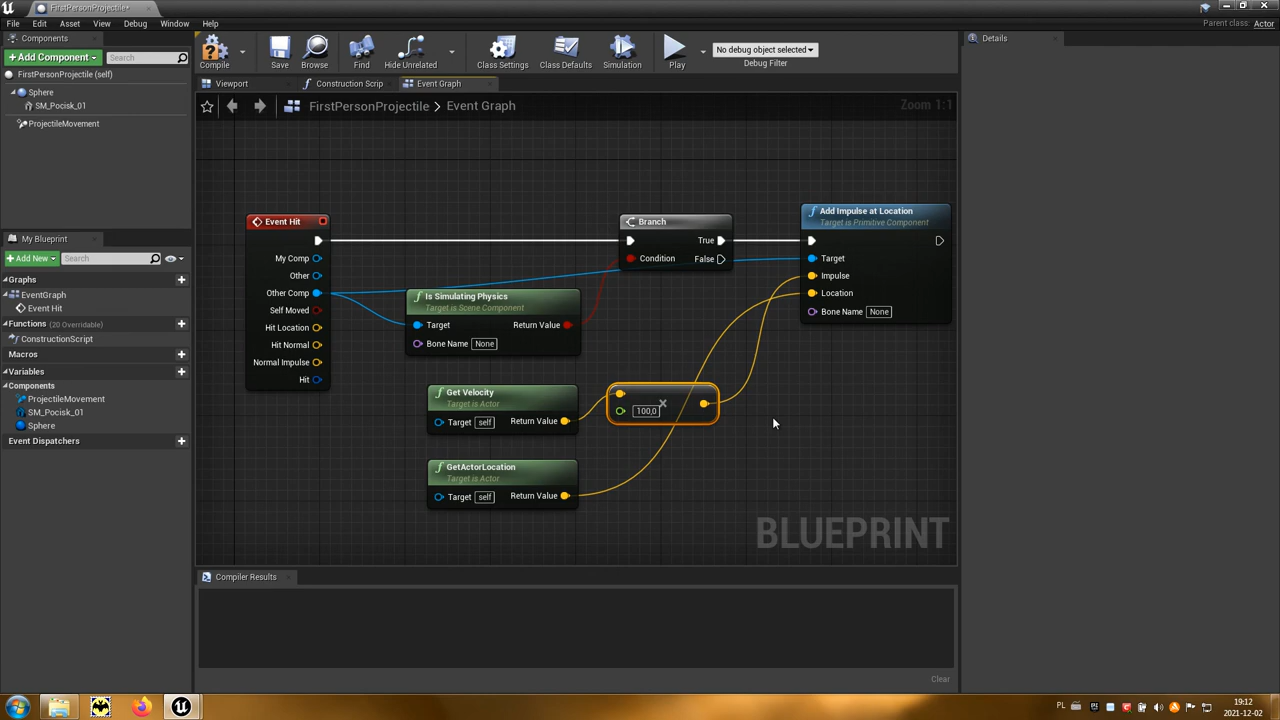 FirstPersonProjectile*
File Edit Asset View Debug Window Help
Parent class: Actor
Components
+Add Component
Search
FirstPersonProjectile (self)
Sphere
SM_Pocisk_01
ProjectileMovement
My Blueprint
+Add New
Search
Graphs
EventGraph
Event Hit
Functions (20 Overridable)
ConstructionScript
Macros
Variables
Components
ProjectileMovement
SM_Pocisk_01
Sphere
Event Dispatchers
Compile
Save
Browse
Find
Hide Unrelated
Class Settings
Class Defaults
Simulation
Play
No debug object selected
Debug Filter
Viewport
Construction Scrip
Event Graph
FirstPersonProjectile > Event Graph
Zoom 1:1
Event Hit
My Comp
Other
Other Comp
Self Moved
Hit Location
Hit Normal
Normal Impulse
Hit
Is Simulating Physics
Target is Scene Component
Target
Return Value
Bone Name None
Branch
True
Condition
False
Add Impulse at Location
Target is Primitive Component
Target
Impulse
Location
Bone Name None
Get Velocity
Target is Actor
Target self
Return Value
100,0
GetActorLocation
Target is Actor
Target self
Return Value
BLUEPRINT
Compiler Results
Clear
Details
PL
19:12
2021-12-02